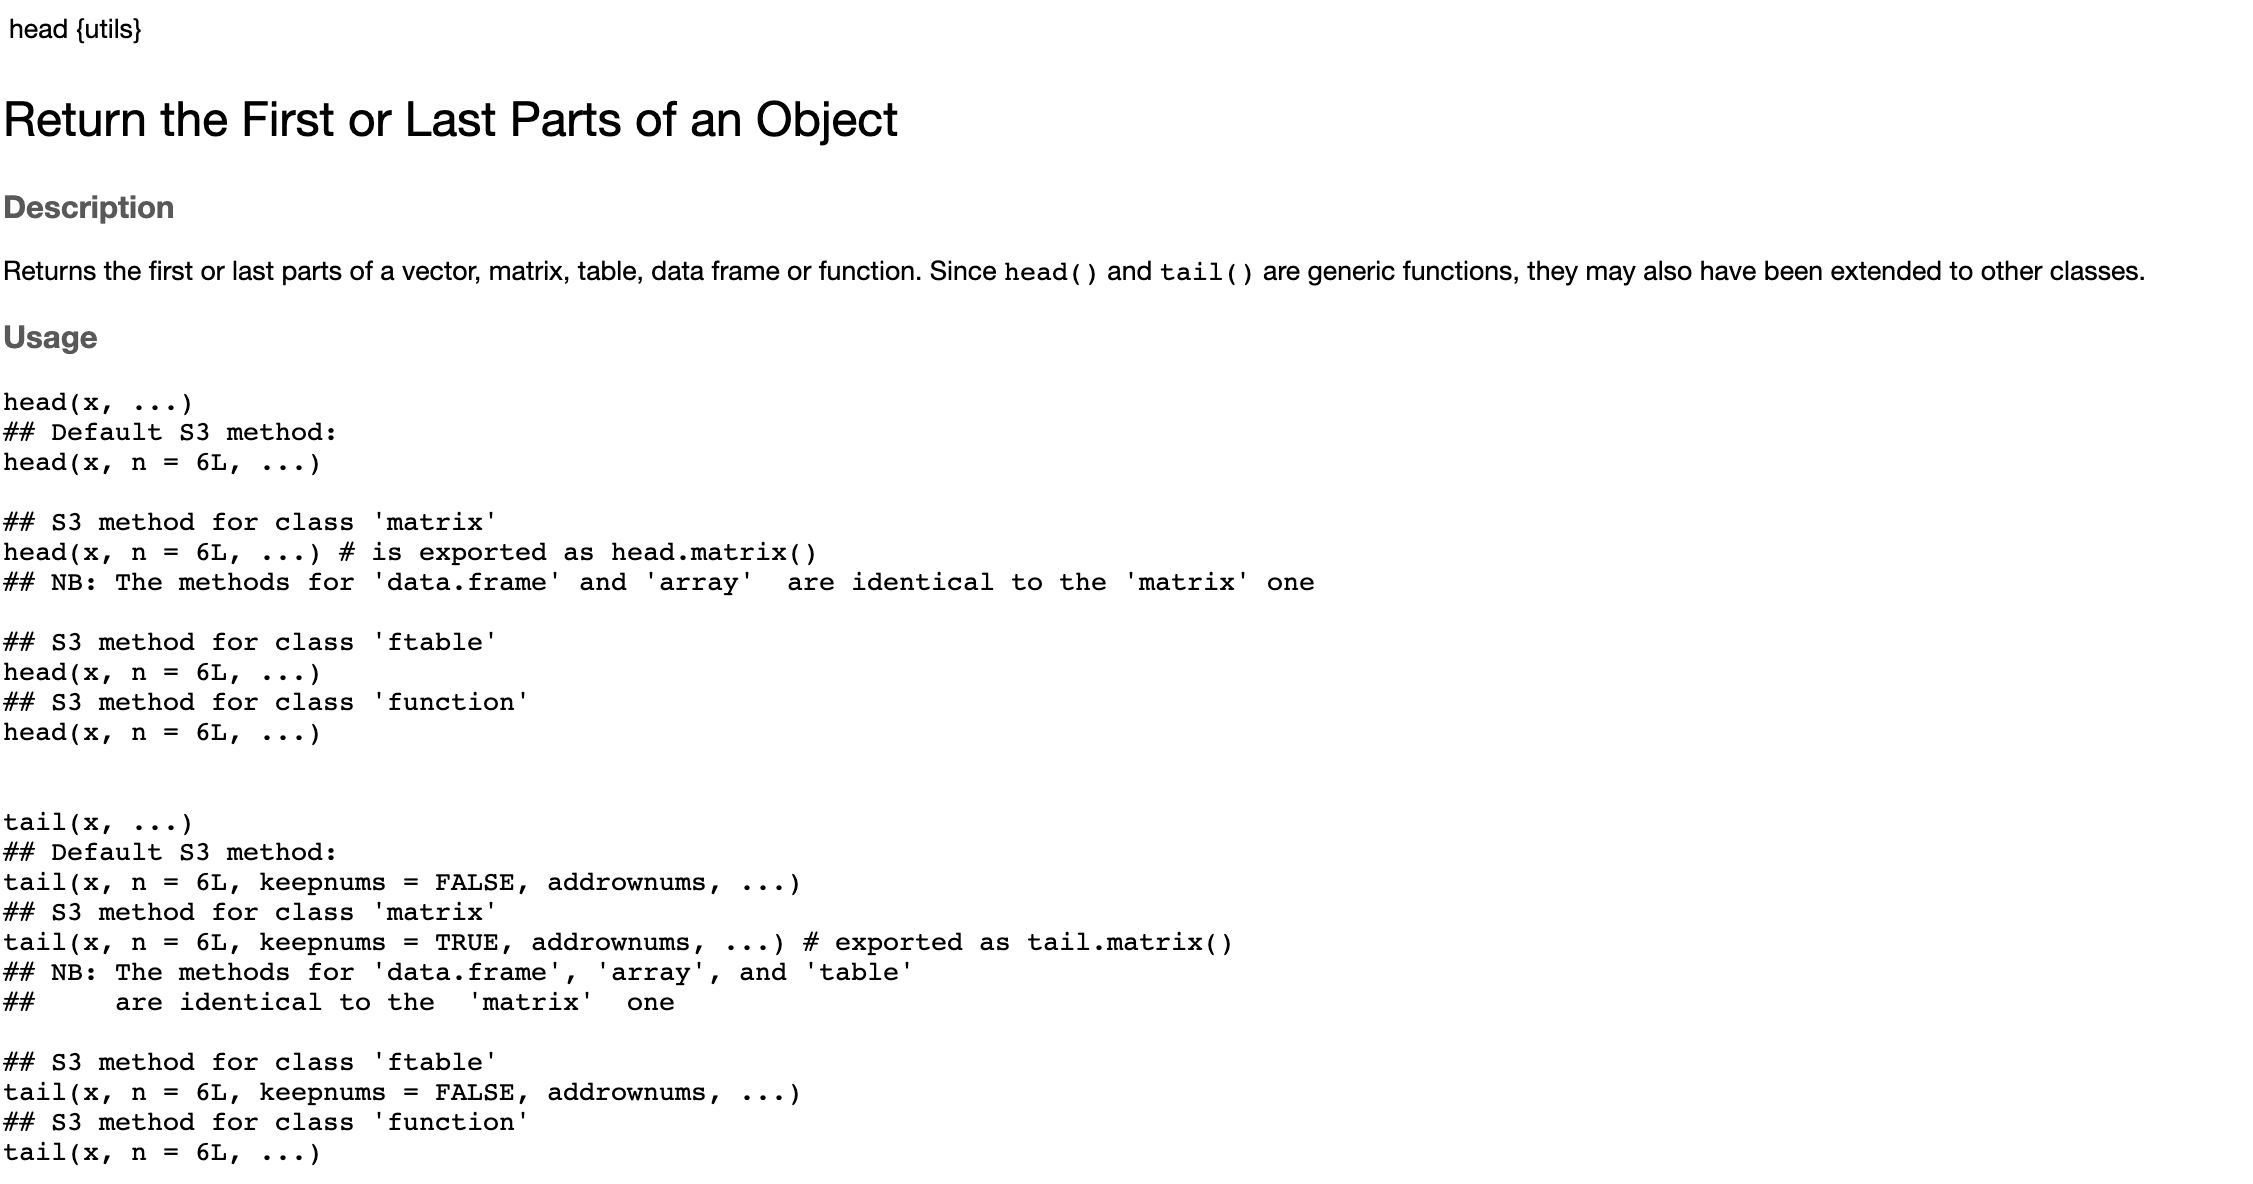 head {utils}
Return the First or Last Parts of an Object
Description
Returns the first or last parts of a vector, matrix, table, data frame or function. Since head() and tail() are generic functions, they may also have been extended to other classes.
Usage
head(x, ...)
## Default S3 method:
head(x, n = 6L, ...)
## S3 method for class 'matrix'
head(x, n = 6L, ...) # is exported as head.matrix()
## NB: The methods for 'data.frame' and 'array'  are identical to the 'matrix' one
## S3 method for class 'ftable'
head(x, n = 6L, ...)
## S3 method for class 'function'
head(x, n = 6L, ...)
tail(x, ...)
## Default S3 method:
tail(x, n = 6L, keepnums = FALSE, addrownums, ...)
## S3 method for class 'matrix'
tail(x, n = 6L, keepnums = TRUE, addrownums, ...) # exported as tail.matrix()
## NB: The methods for 'data.frame', 'array', and 'table'
##     are identical to the  'matrix'  one
## S3 method for class 'ftable'
tail(x, n = 6L, keepnums = FALSE, addrownums, ...)
## S3 method for class 'function'
tail(x, n = 6L, ...)